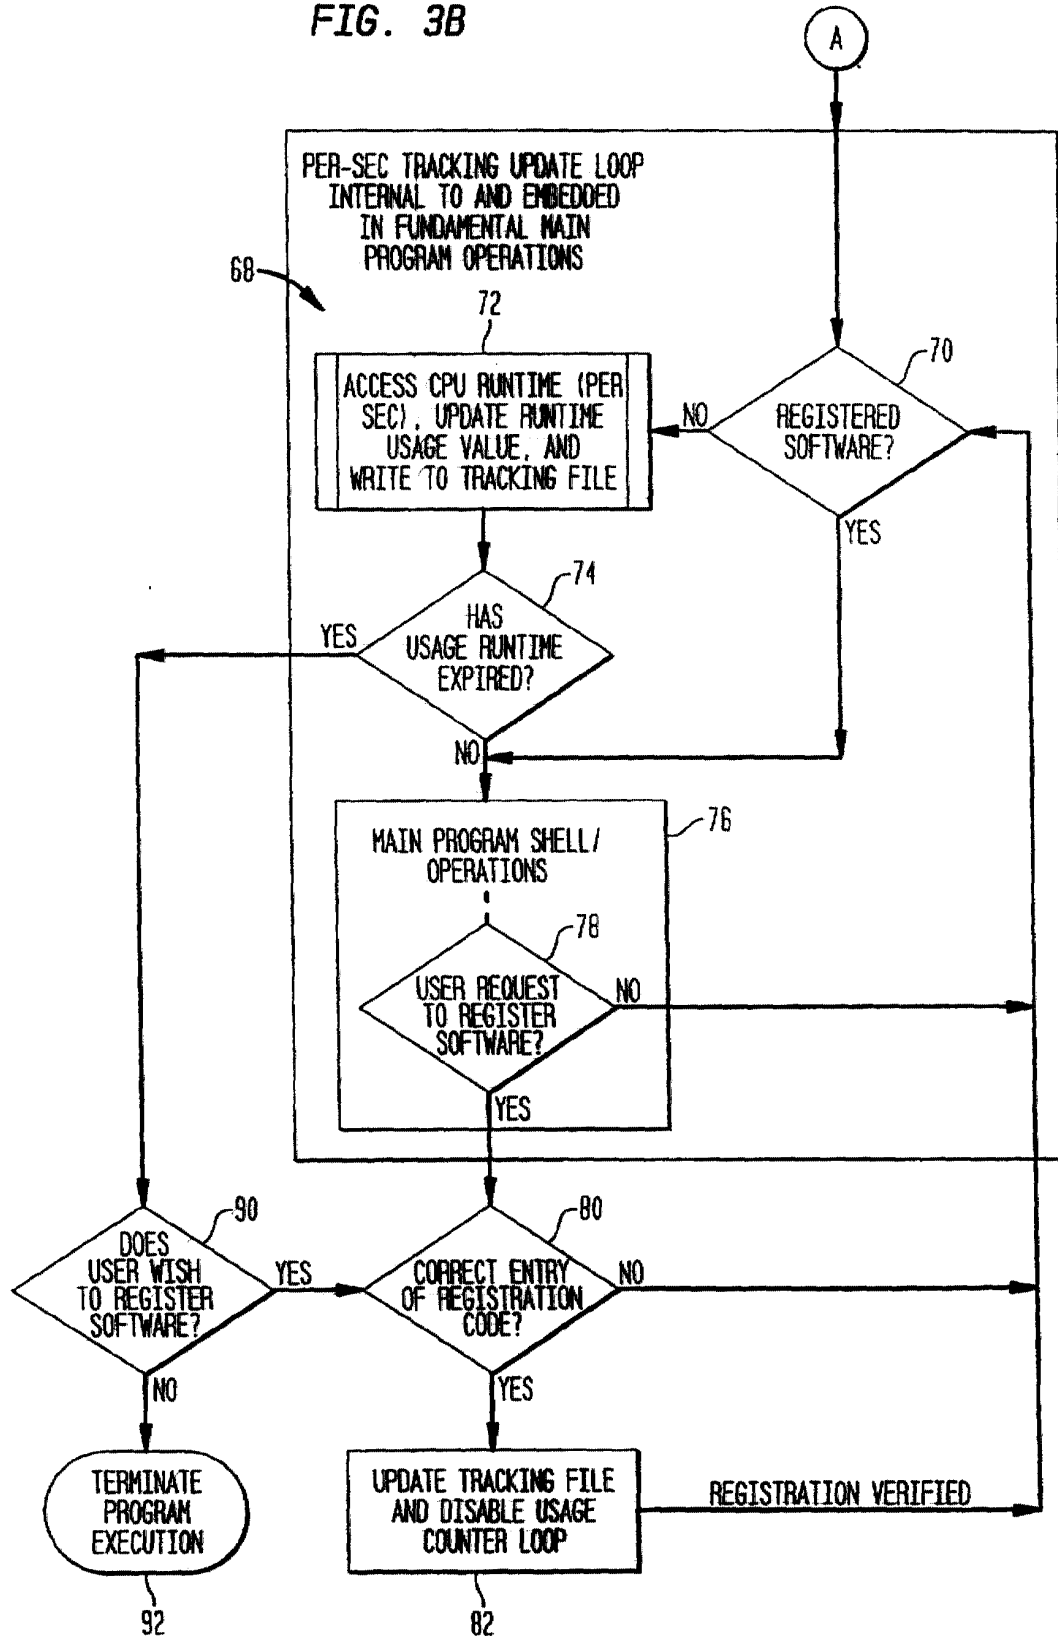 FIG. 3B
A
PER-SEC TRACKING UPDATE LOOP
INTERNAL TO AND EMBEDDED
IN FUNDAMENTAL MAIN
PROGRAM OPERATIONS
68
72
ACCESS CPU RUNTIME (PER
SEC), UPDATE RUNTIME
USAGE VALUE, AND
WRITE TO TRACKING FILE
NO
70
REGISTERED
SOFTWARE?
YES
74
HAS
USAGE RUNTIME
EXPIRED?
YES
NO
76
MAIN PROGRAM SHELL/
OPERATIONS
78
USER REQUEST
TO REGISTER
SOFTWARE?
NO
YES
90
DOES
USER WISH
TO REGISTER
SOFTWARE?
YES
NO
80
CORRECT ENTRY
OF REGISTRATION
CODE?
NO
YES
TERMINATE
PROGRAM
EXECUTION
92
UPDATE TRACKING FILE
AND DISABLE USAGE
COUNTER LOOP
82
REGISTRATION VERIFIED